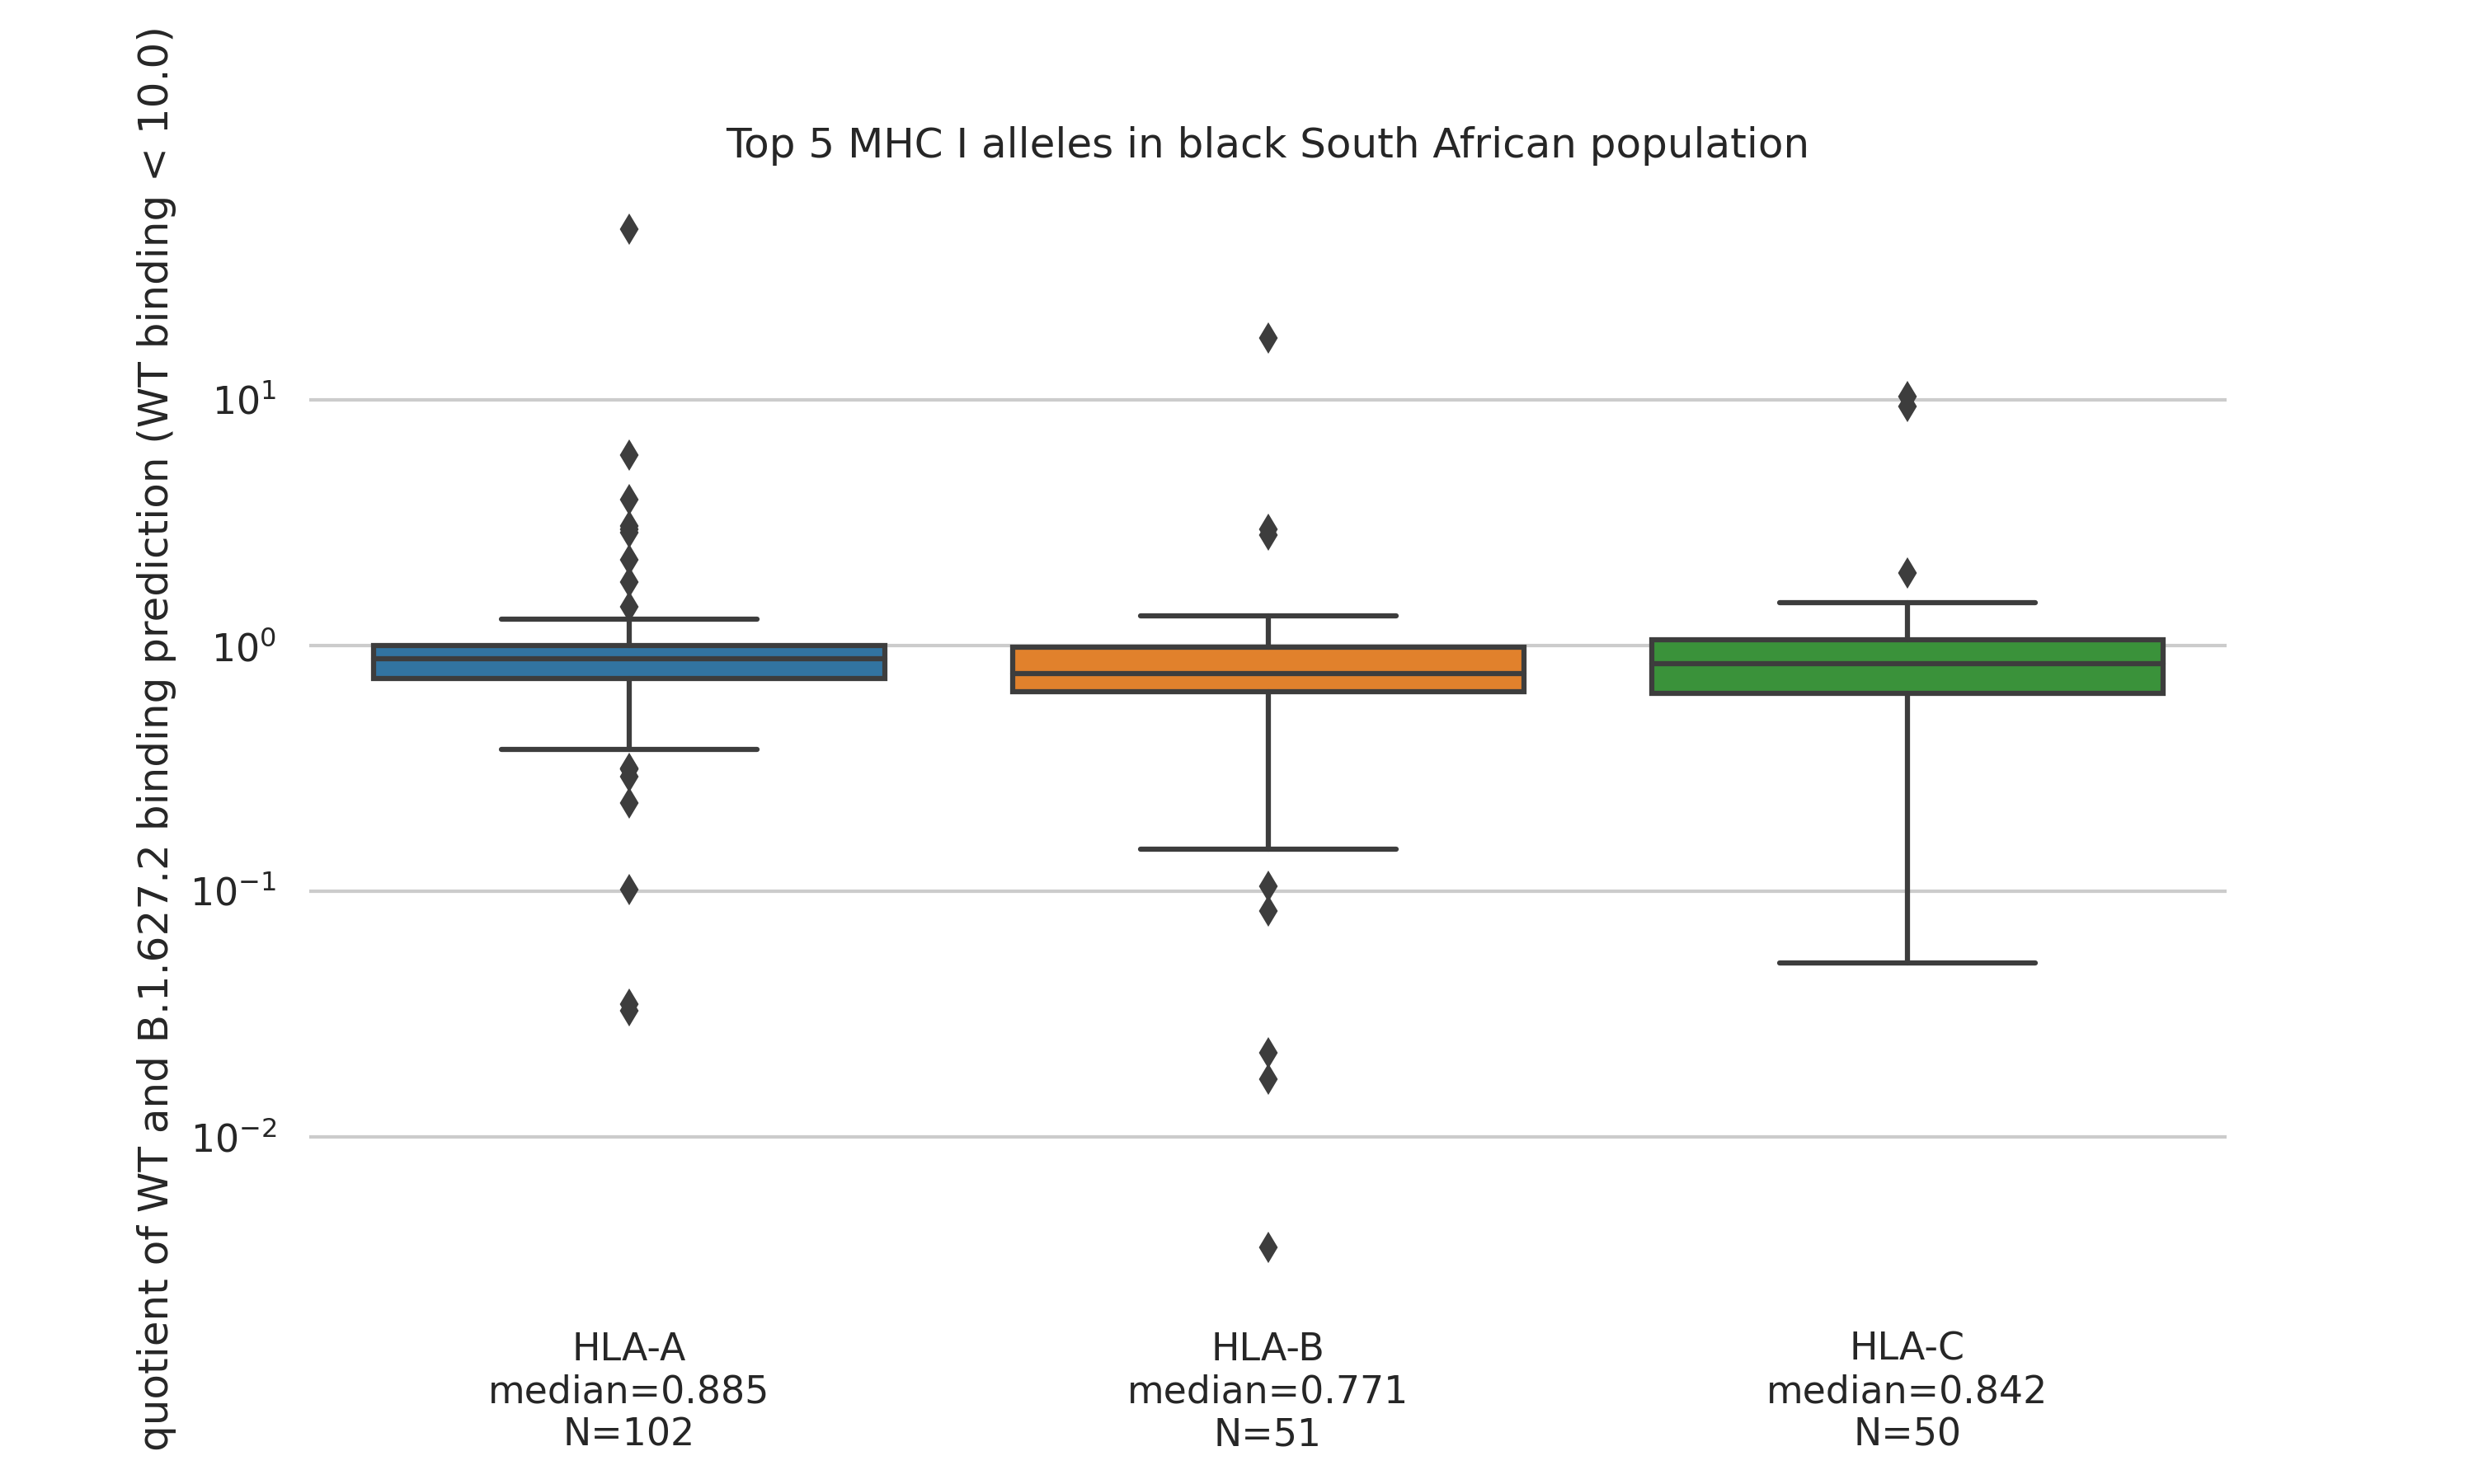 Top 5 MHC I alleles in black South African population
quotient of WT and B.1.627.2 binding prediction (WT binding < 10.0)
10¹
10⁰
10⁻¹
10⁻²
HLA-A
median=0.885
N=102
HLA-B
median=0.771
N=51
HLA-C
median=0.842
N=50